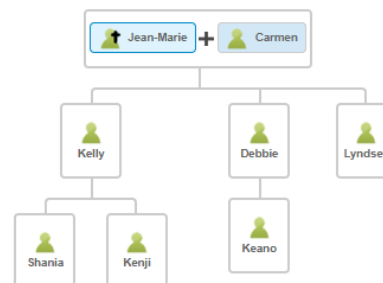 Jean-Marie + Carmen
Kelly
Debbie
Lyndse
Shania
Kenji
Keano